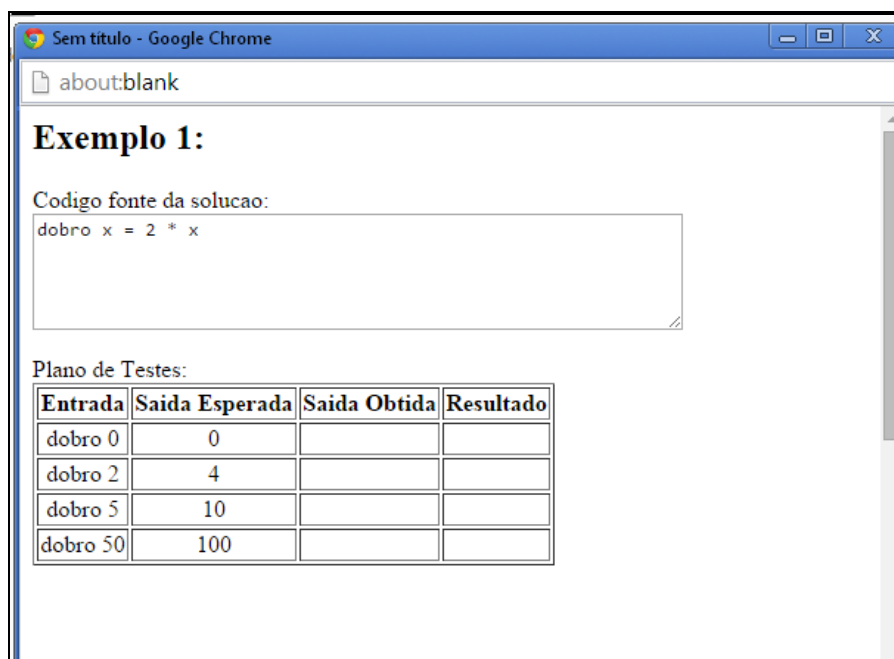 Sem título - Google Chrome
about:blank
Exemplo 1:
Codigo fonte da solucao:
dobro x = 2 * x
Plano de Testes:
Entrada Saida Esperada Saida Obtida Resultado
dobro 0 0
dobro 2 4
dobro 5 10
dobro 50 100